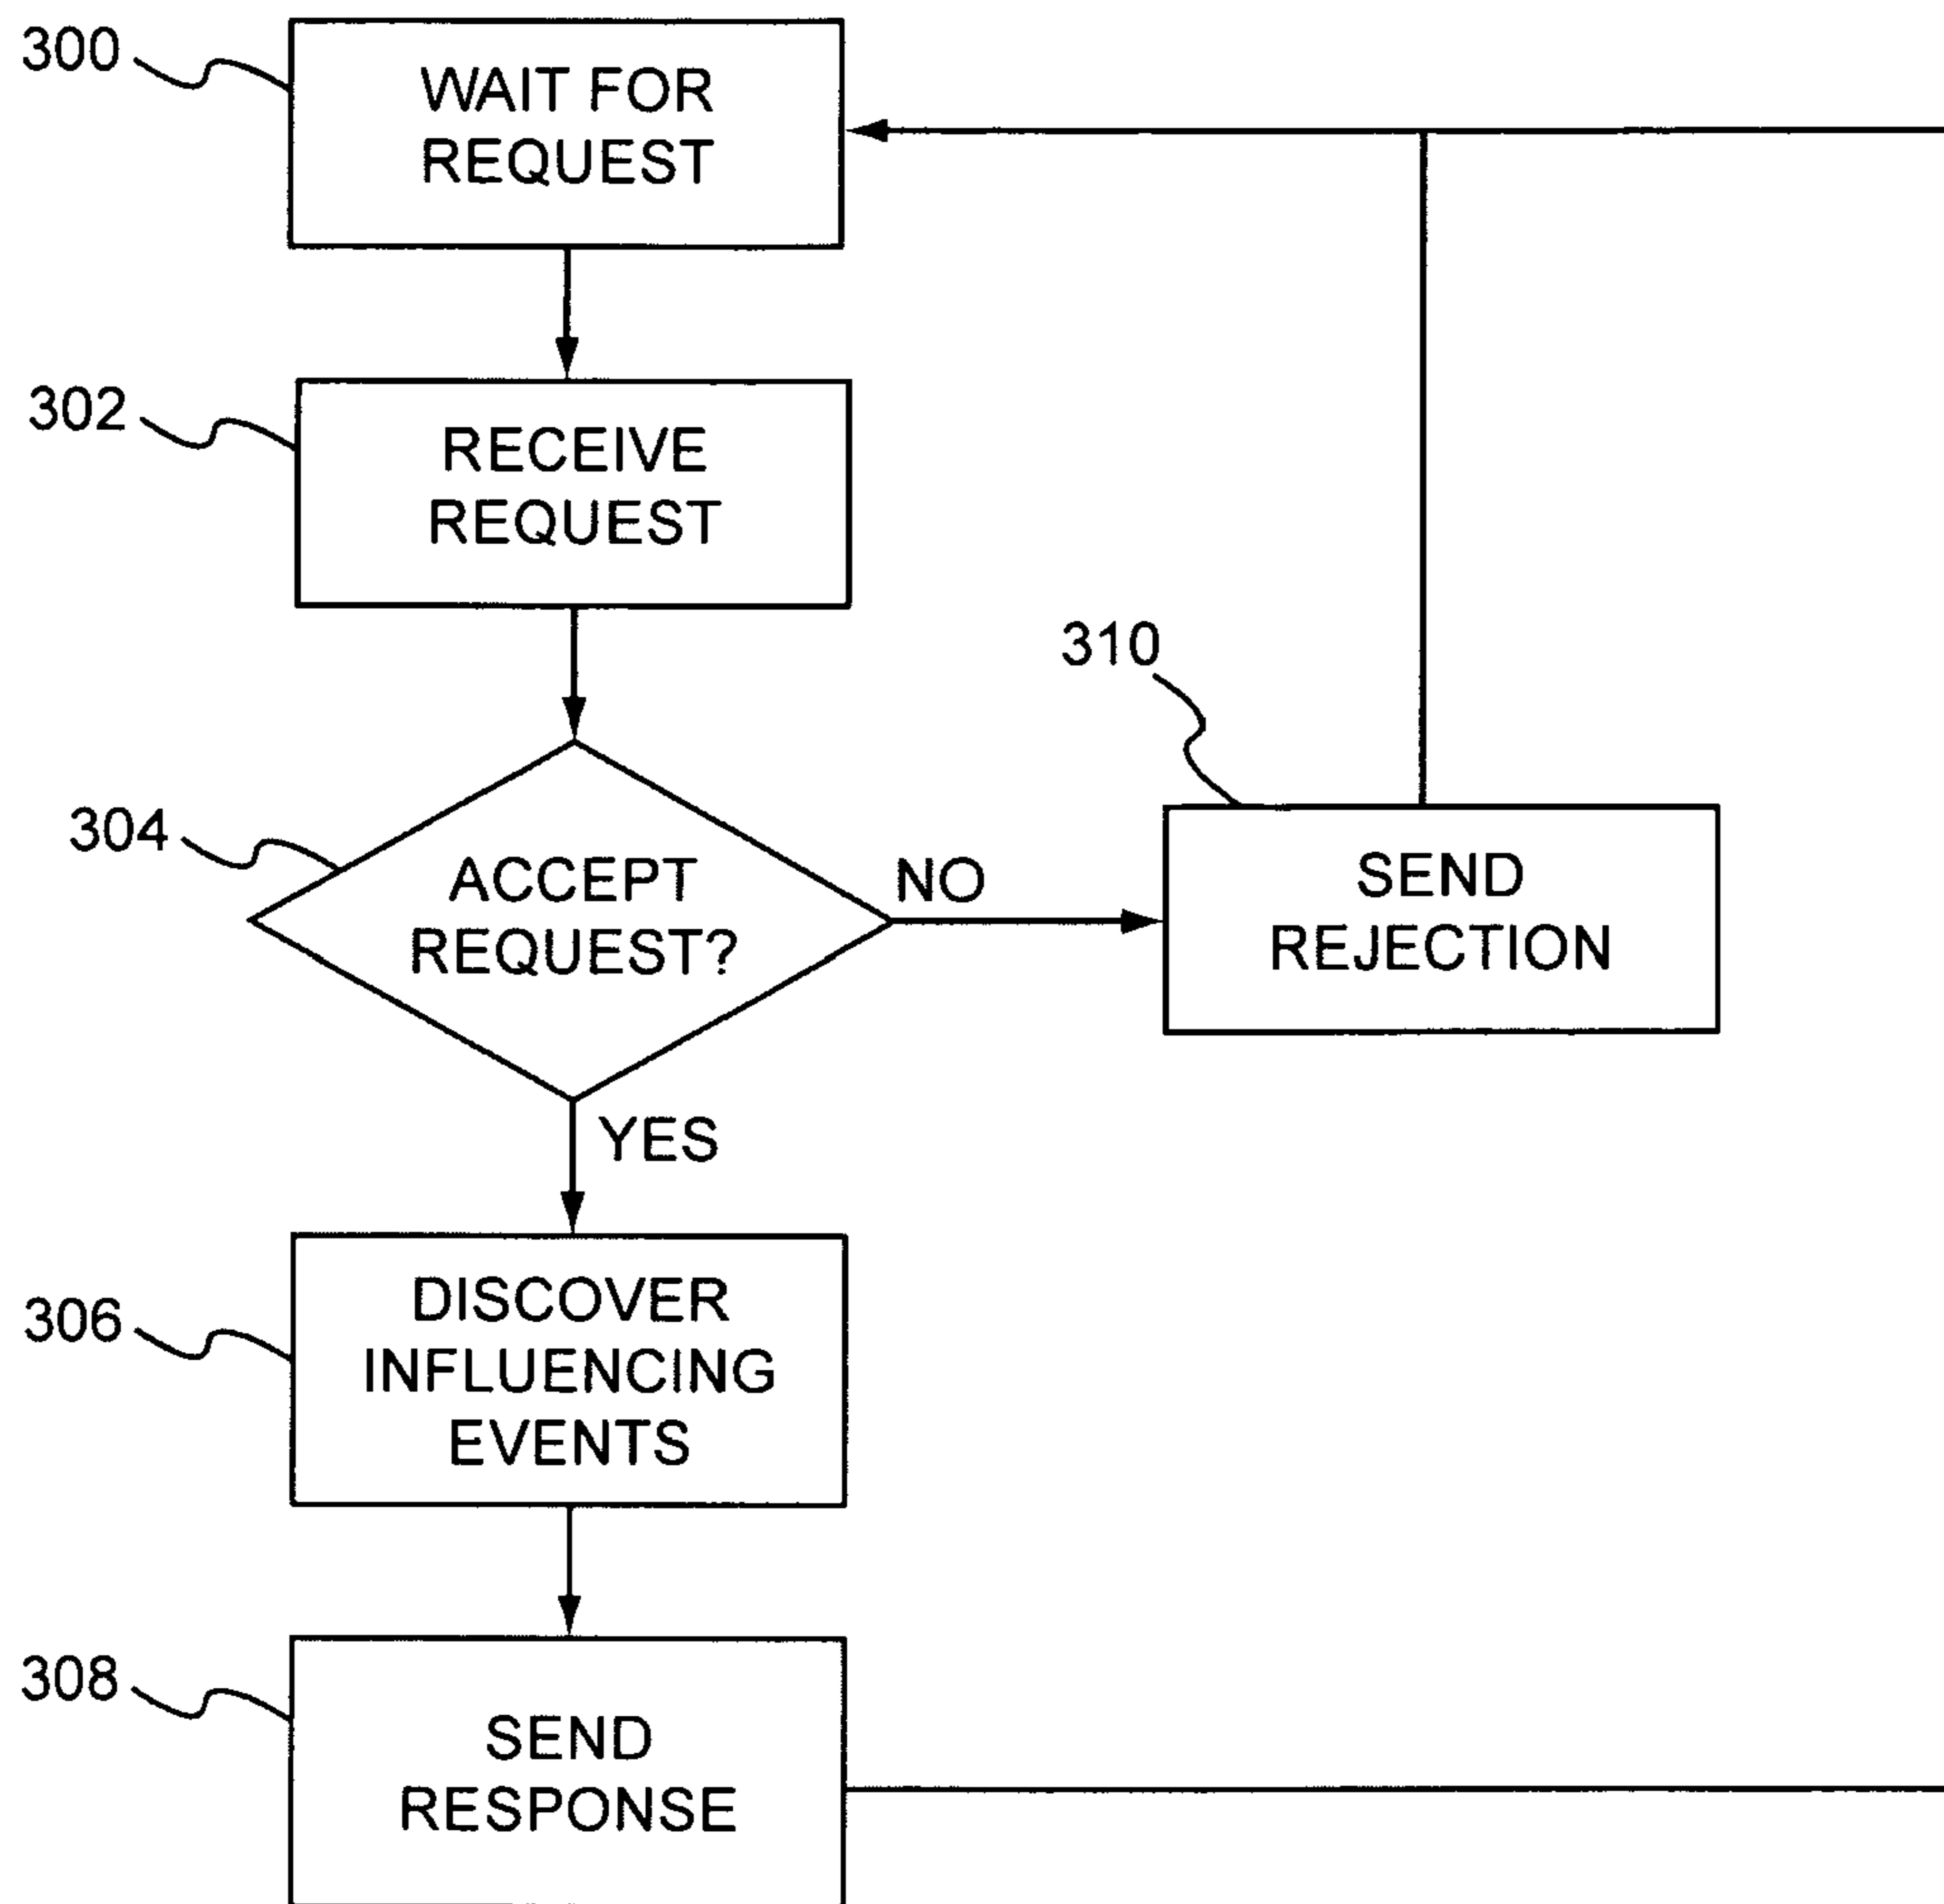 300
WAIT FOR
REQUEST
302
RECEIVE
REQUEST
310
304
ACCEPT
REQUEST?
NO
SEND
REJECTION
YES
306
DISCOVER
INFLUENCING
EVENTS
308
SEND
RESPONSE